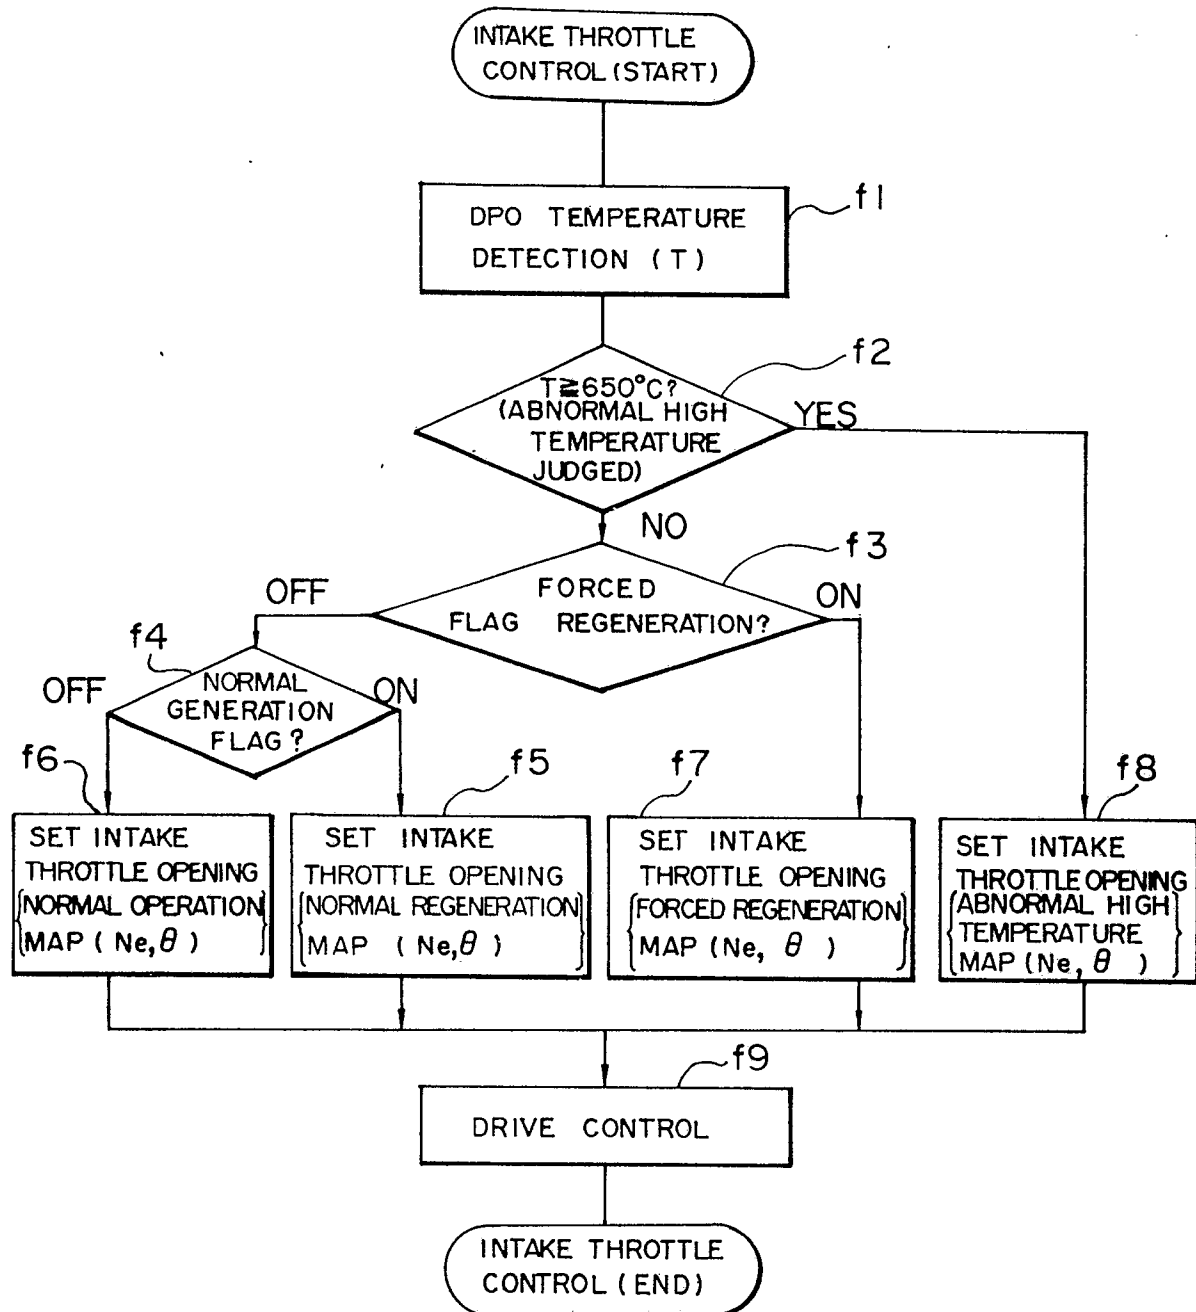 INTAKE THROTTLE
CONTROL (START)
DPO TEMPERATURE
DETECTION (T)
f1
T≧650°C?
(ABNORMAL HIGH
TEMPERATURE
JUDGED)
f2
YES
NO
FORCED
FLAG REGENERATION?
f3
OFF
ON
f4
NORMAL
GENERATION
FLAG?
OFF
ON
f6
SET INTAKE
THROTTLE OPENING
{NORMAL OPERATION
MAP (Ne, θ)}
f5
SET INTAKE
THROTTLE OPENING
{NORMAL REGENERATION
MAP (Ne, θ)}
f7
SET INTAKE
THROTTLE OPENING
{FORCED REGENERATION
MAP (Ne, θ)}
f8
SET INTAKE
THROTTLE OPENING
{ABNORMAL HIGH
TEMPERATURE
MAP (Ne, θ)}
f9
DRIVE CONTROL
INTAKE THROTTLE
CONTROL (END)